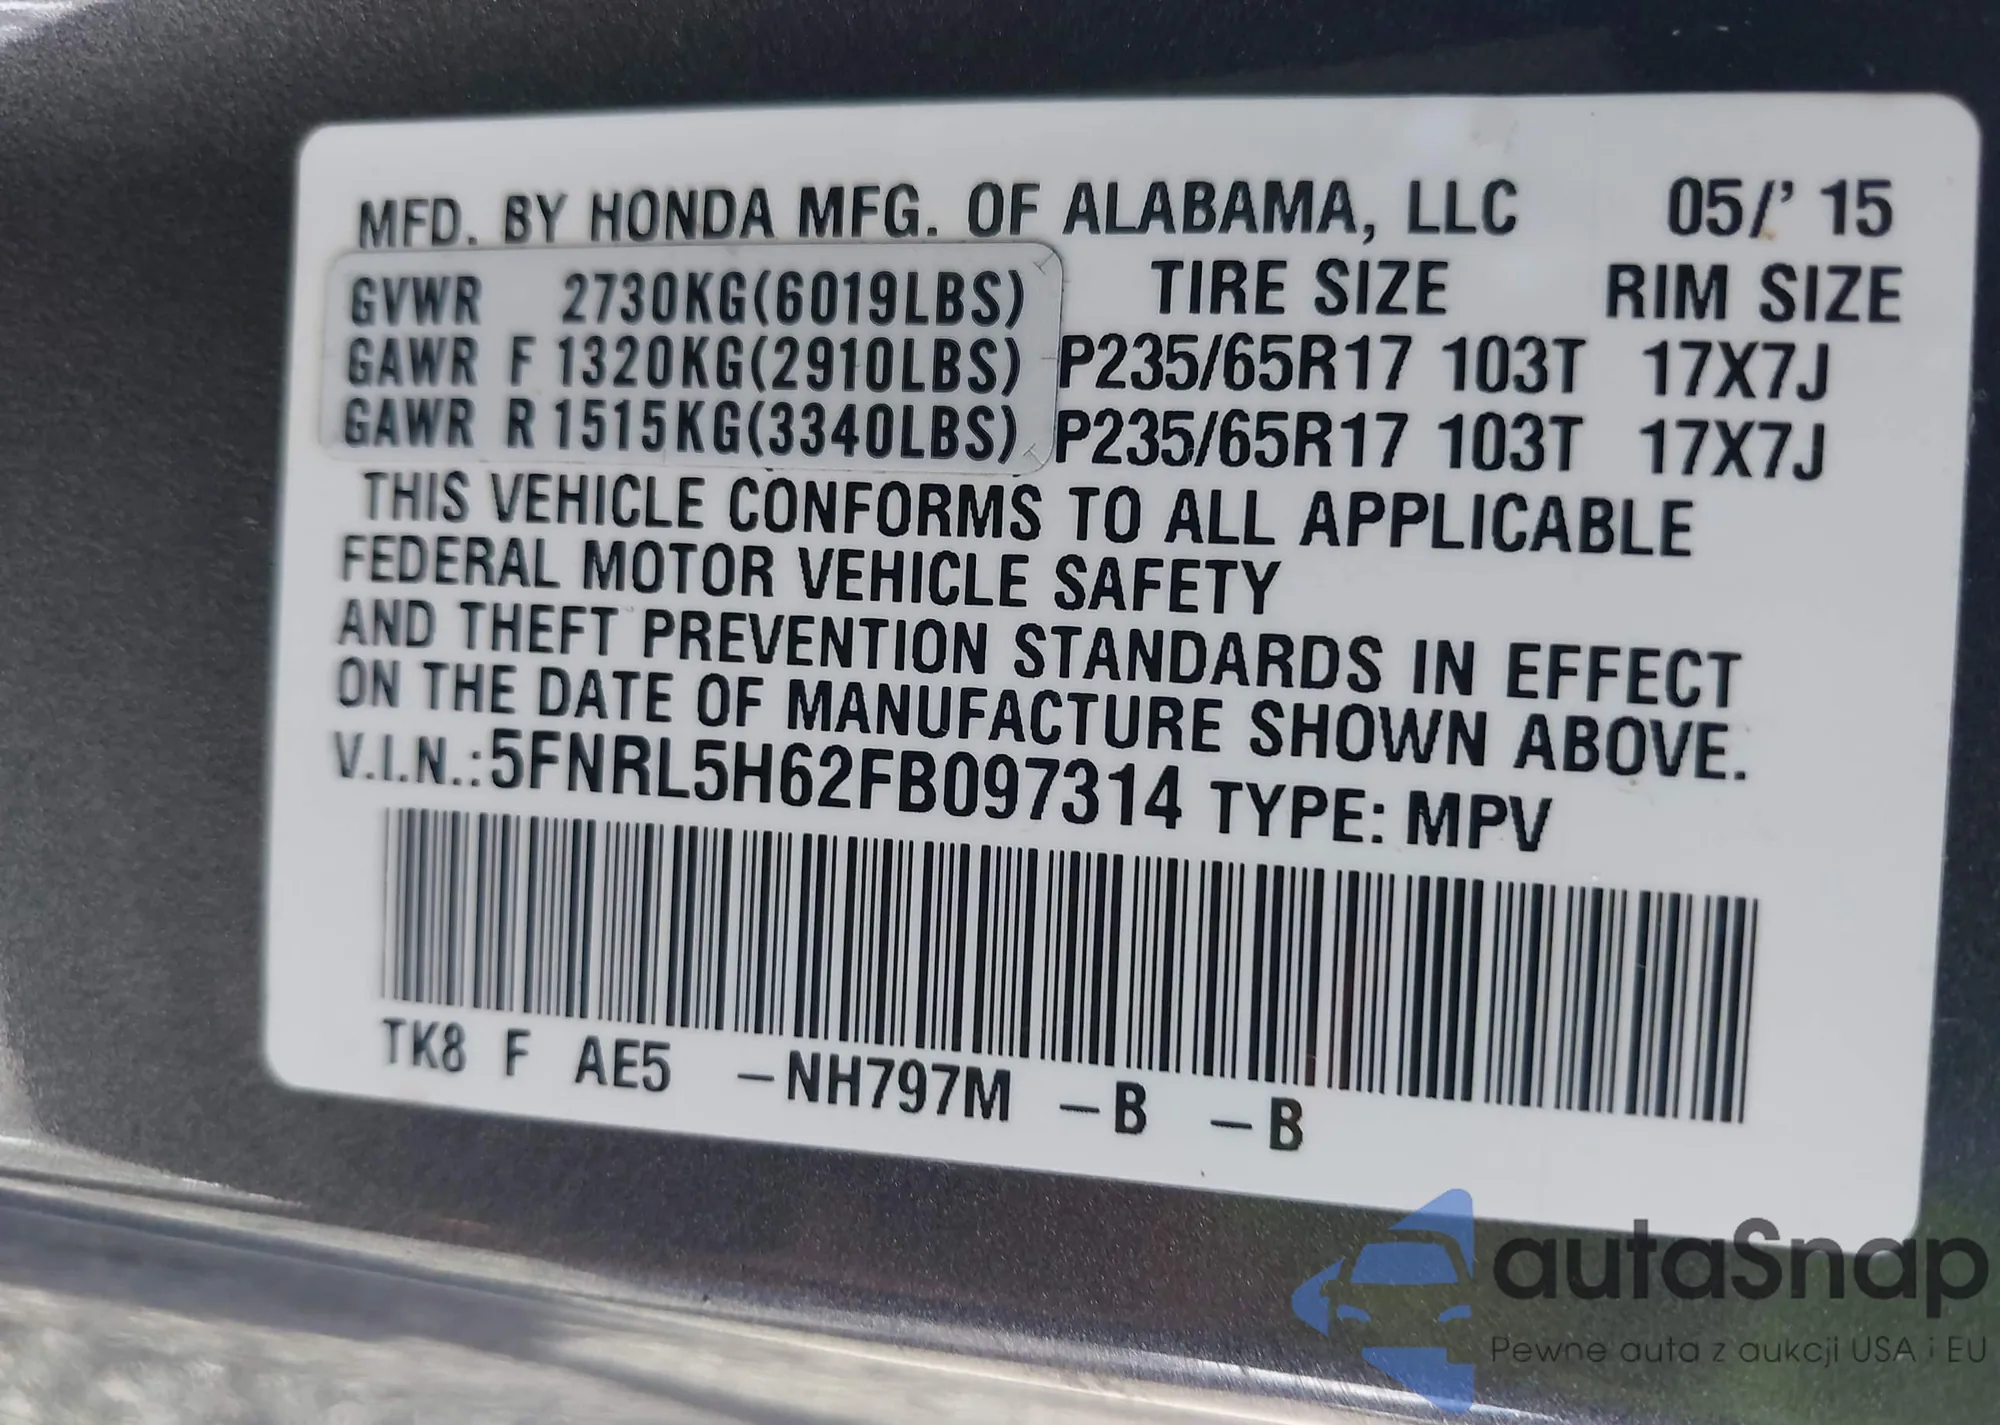 MFD. BY HONDA MFG. OF ALABAMA, LLC 05/' 15
GVWR 2730KG(6019LBS) TIRE SIZE RIM SIZE
GAWR F 1320KG(2910LBS) P235/65R17 103T 17X7J
GAWR R 1515KG(3340LBS) P235/65R17 103T 17X7J
THIS VEHICLE CONFORMS TO ALL APPLICABLE
FEDERAL MOTOR VEHICLE SAFETY
AND THEFT PREVENTION STANDARDS IN EFFECT
ON THE DATE OF MANUFACTURE SHOWN ABOVE.
V.I.N.:5FNRL5H62FB097314 TYPE: MPV
TK8 F AE5 –NH797M –B –B
autaSnap
Pewne auta z aukcji USA i EU